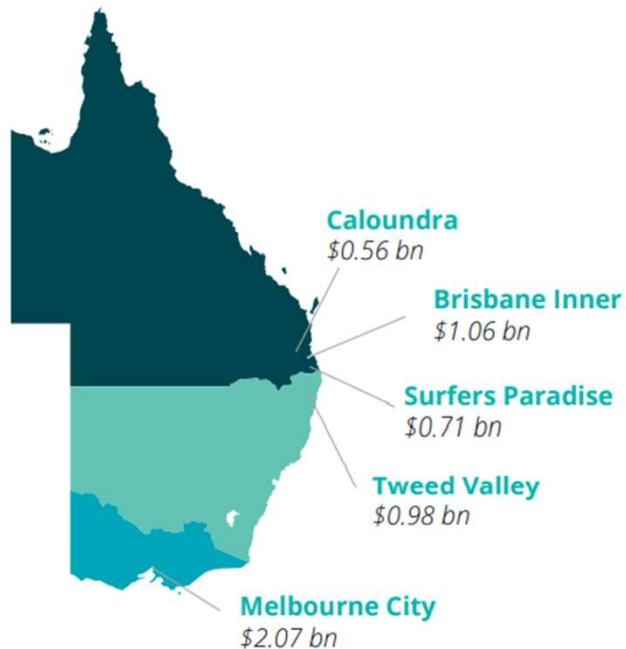 Caloundra
$0.56 bn
Brisbane Inner
$1.06 bn
Surfers Paradise
$0.71 bn
Tweed Valley
$0.98 bn
Melbourne City
$2.07 bn